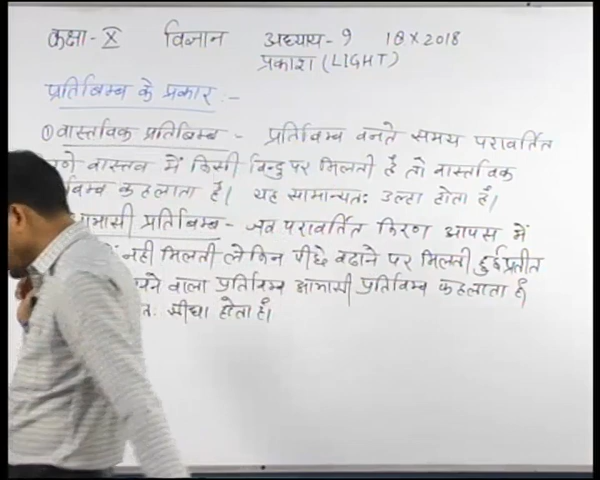 कक्षा - X विज्ञान अध्याय - 9 18 X 2018
प्रकाश (LIGHT)
प्रतिबिम्ब के प्रकार :-
① वास्तविक प्रतिबिम्ब - प्रतिबिम्ब बनते समय परावर्तित
वास्तव में किसी बिन्दु पर मिलती है तो वास्तविक
कहलाता है। यह सामान्यतः उल्टा होता है।
आभासी प्रतिबिम्ब - जब परावर्तित किरण आपस में
नही मिलती लेकिन पीछे बढाने पर मिलती हुई प्रतीत
वाला प्रतिबिम्ब आभासी प्रतिबिम्ब कहलाता है
सीधा होता है।